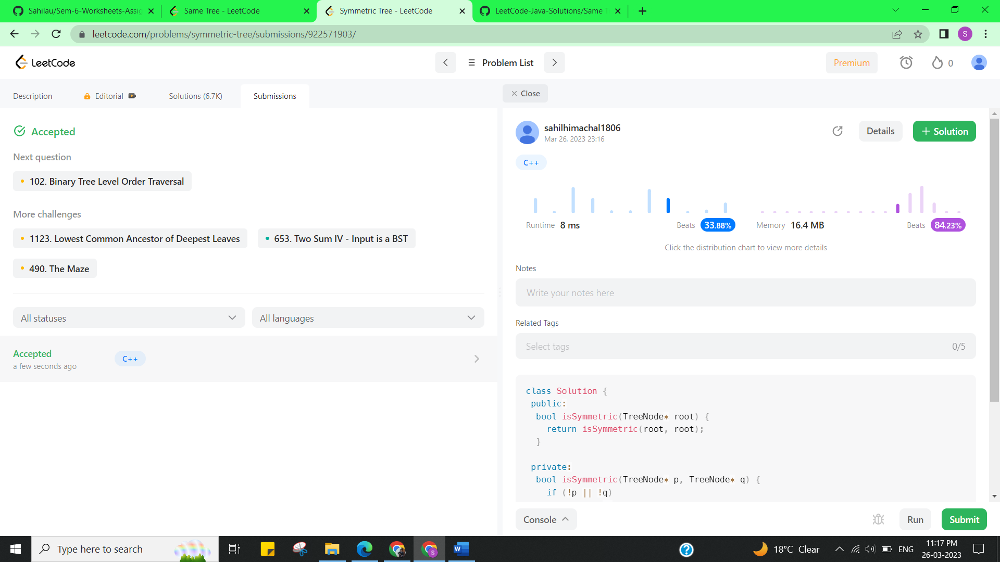 Sahilau/Sem-6-Worksheets-Assig
Same Tree - LeetCode
Symmetric Tree - LeetCode
LeetCode-Java-Solutions/Same T
leetcode.com/problems/symmetric-tree/submissions/922571903/
S
LeetCode
Problem List
Premium
0
Description
Editorial
Solutions (6.7K)
Submissions
Close
Accepted
Next question
102. Binary Tree Level Order Traversal
More challenges
1123. Lowest Common Ancestor of Deepest Leaves
653. Two Sum IV - Input is a BST
490. The Maze
All statuses
All languages
Accepted
a few seconds ago
C++
sahilhimachal1806
Mar 26, 2023 23:16
Details
+ Solution
C++
Runtime 8 ms
Beats 33.88%
Memory 16.4 MB
Beats 84.23%
Click the distribution chart to view more details
Notes
Write your notes here
Related Tags
Select tags
0/5
class Solution {
public:
bool isSymmetric(TreeNode* root) {
return isSymmetric(root, root);
}
private:
bool isSymmetric(TreeNode* p, TreeNode* q) {
if (!p || !q)
Console
Run
Submit
Type here to search
W
S
?
18°C Clear
ENG
11:17 PM
26-03-2023